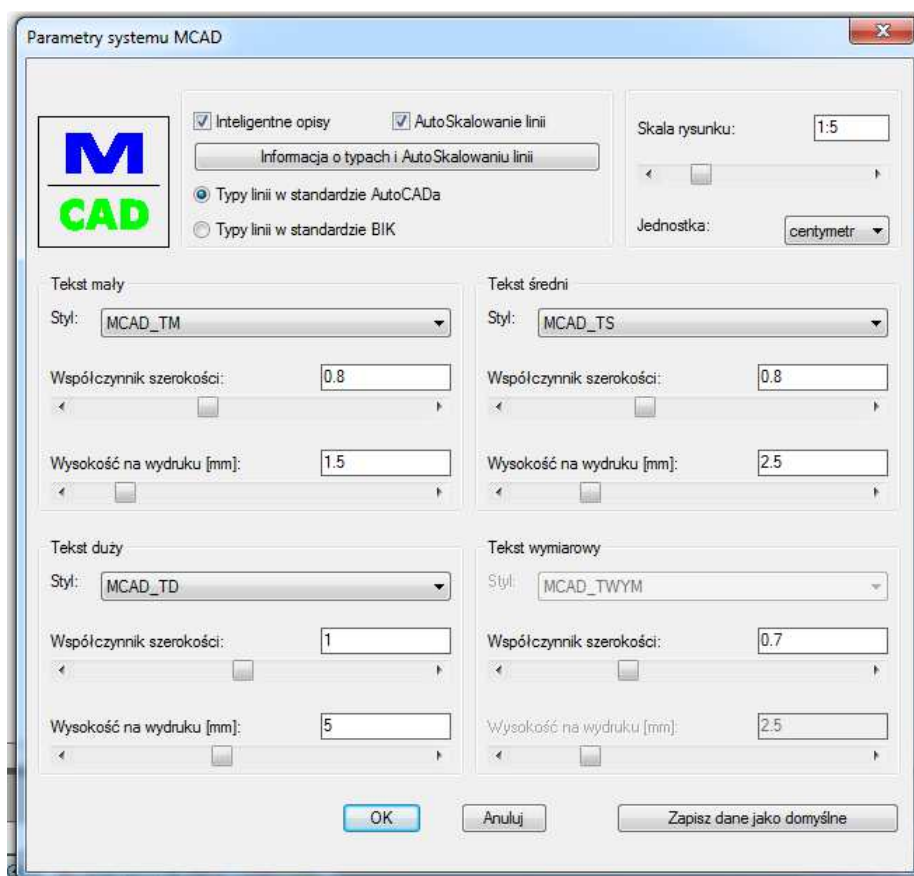 Parametry systemu MCAD
M
CAD
Inteligentne opisy
AutoSkalowanie linii
Informacja o typach i AutoSkalowaniu linii
Typy linii w standardzie AutoCADa
Typy linii w standardzie BIK
Skala rysunku: 1:5
Jednostka: centymetr
Tekst mały
Styl: MCAD_TM
Współczynnik szerokości: 0.8
Wysokość na wydruku [mm]: 1.5
Tekst średni
Styl: MCAD_TS
Współczynnik szerokości: 0.8
Wysokość na wydruku [mm]: 2.5
Tekst duży
Styl: MCAD_TD
Współczynnik szerokości: 1
Wysokość na wydruku [mm]: 5
Tekst wymiarowy
Styl: MCAD_TWYM
Współczynnik szerokości: 0.7
Wysokość na wydruku [mm]: 2.5
OK
Anuluj
Zapisz dane jako domyślne